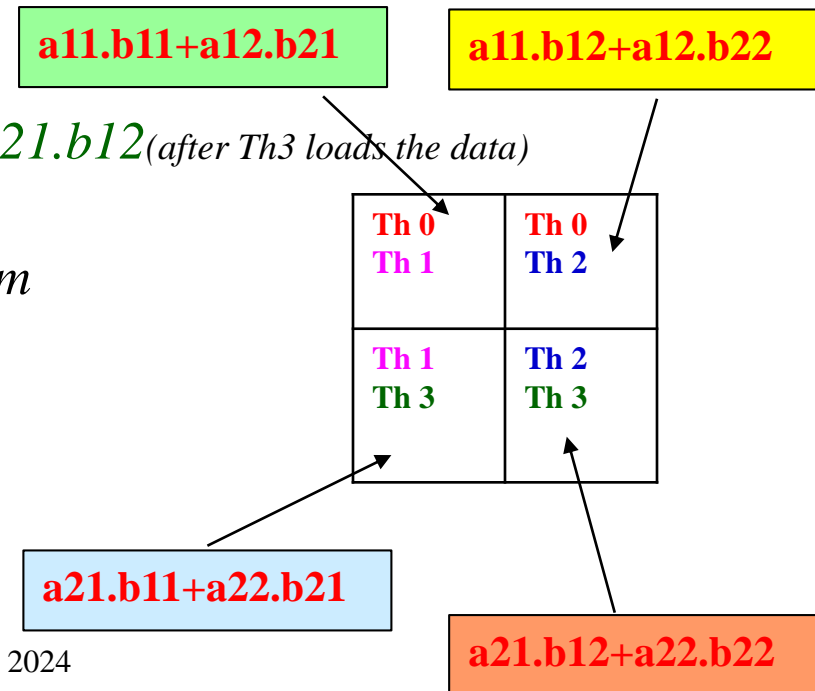 a11.b11+a12.b21
a11.b12+a12.b22
21.b12(after Th3 loads the data)
m
Th 0
Th 1
Th 0
Th 2
Th 1
Th 3
Th 2
Th 3
a21.b11+a22.b21
a21.b12+a22.b22
2024